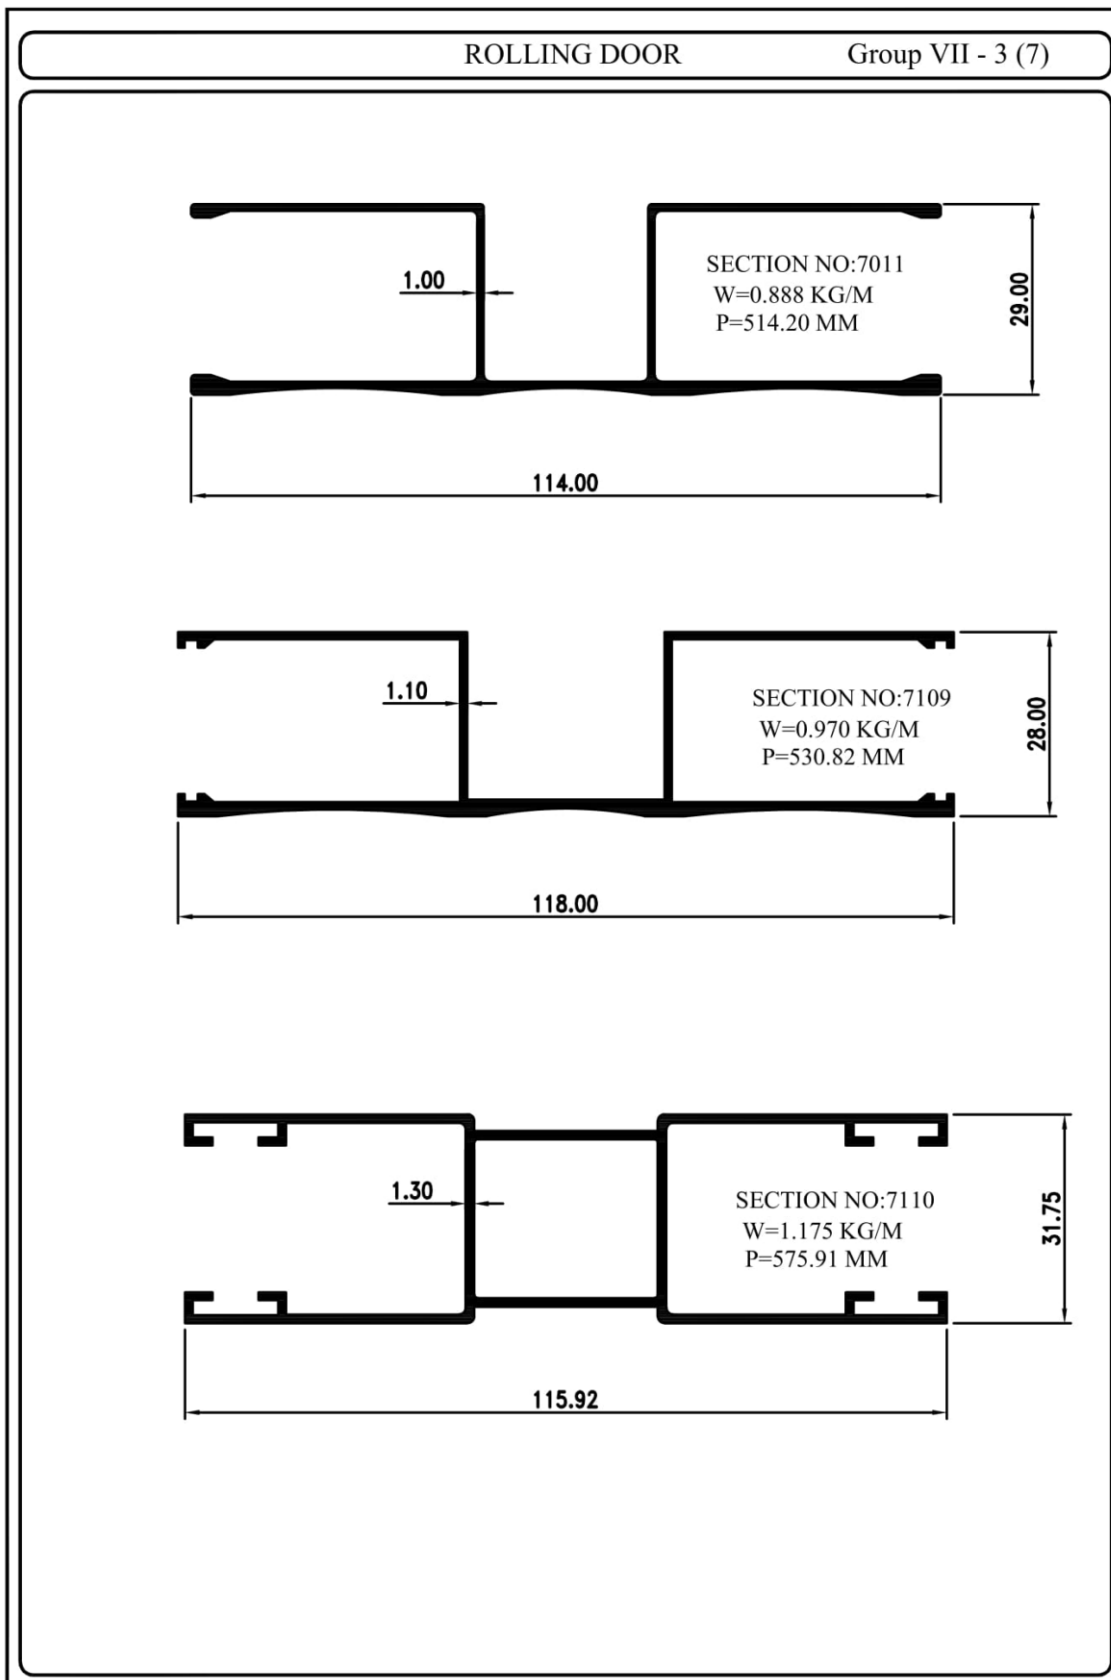 ROLLING DOOR Group VII - 3 (7)
SECTION NO:7011
W=0.888 KG/M
P=514.20 MM
1.00
29.00
114.00
SECTION NO:7109
W=0.970 KG/M
P=530.82 MM
1.10
28.00
118.00
SECTION NO:7110
W=1.175 KG/M
P=575.91 MM
1.30
31.75
115.92